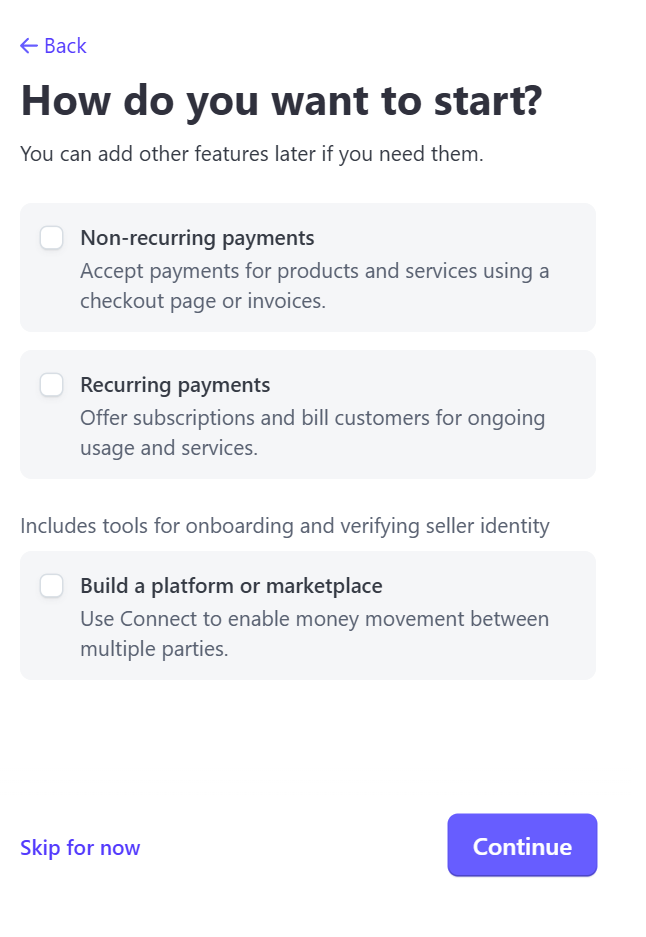 ← Back
How do you want to start?
You can add other features later if you need them.
Non-recurring payments
Accept payments for products and services using a
checkout page or invoices.
Recurring payments
Offer subscriptions and bill customers for ongoing
usage and services.
Includes tools for onboarding and verifying seller identity
Build a platform or marketplace
Use Connect to enable money movement between
multiple parties.
Skip for now
Continue